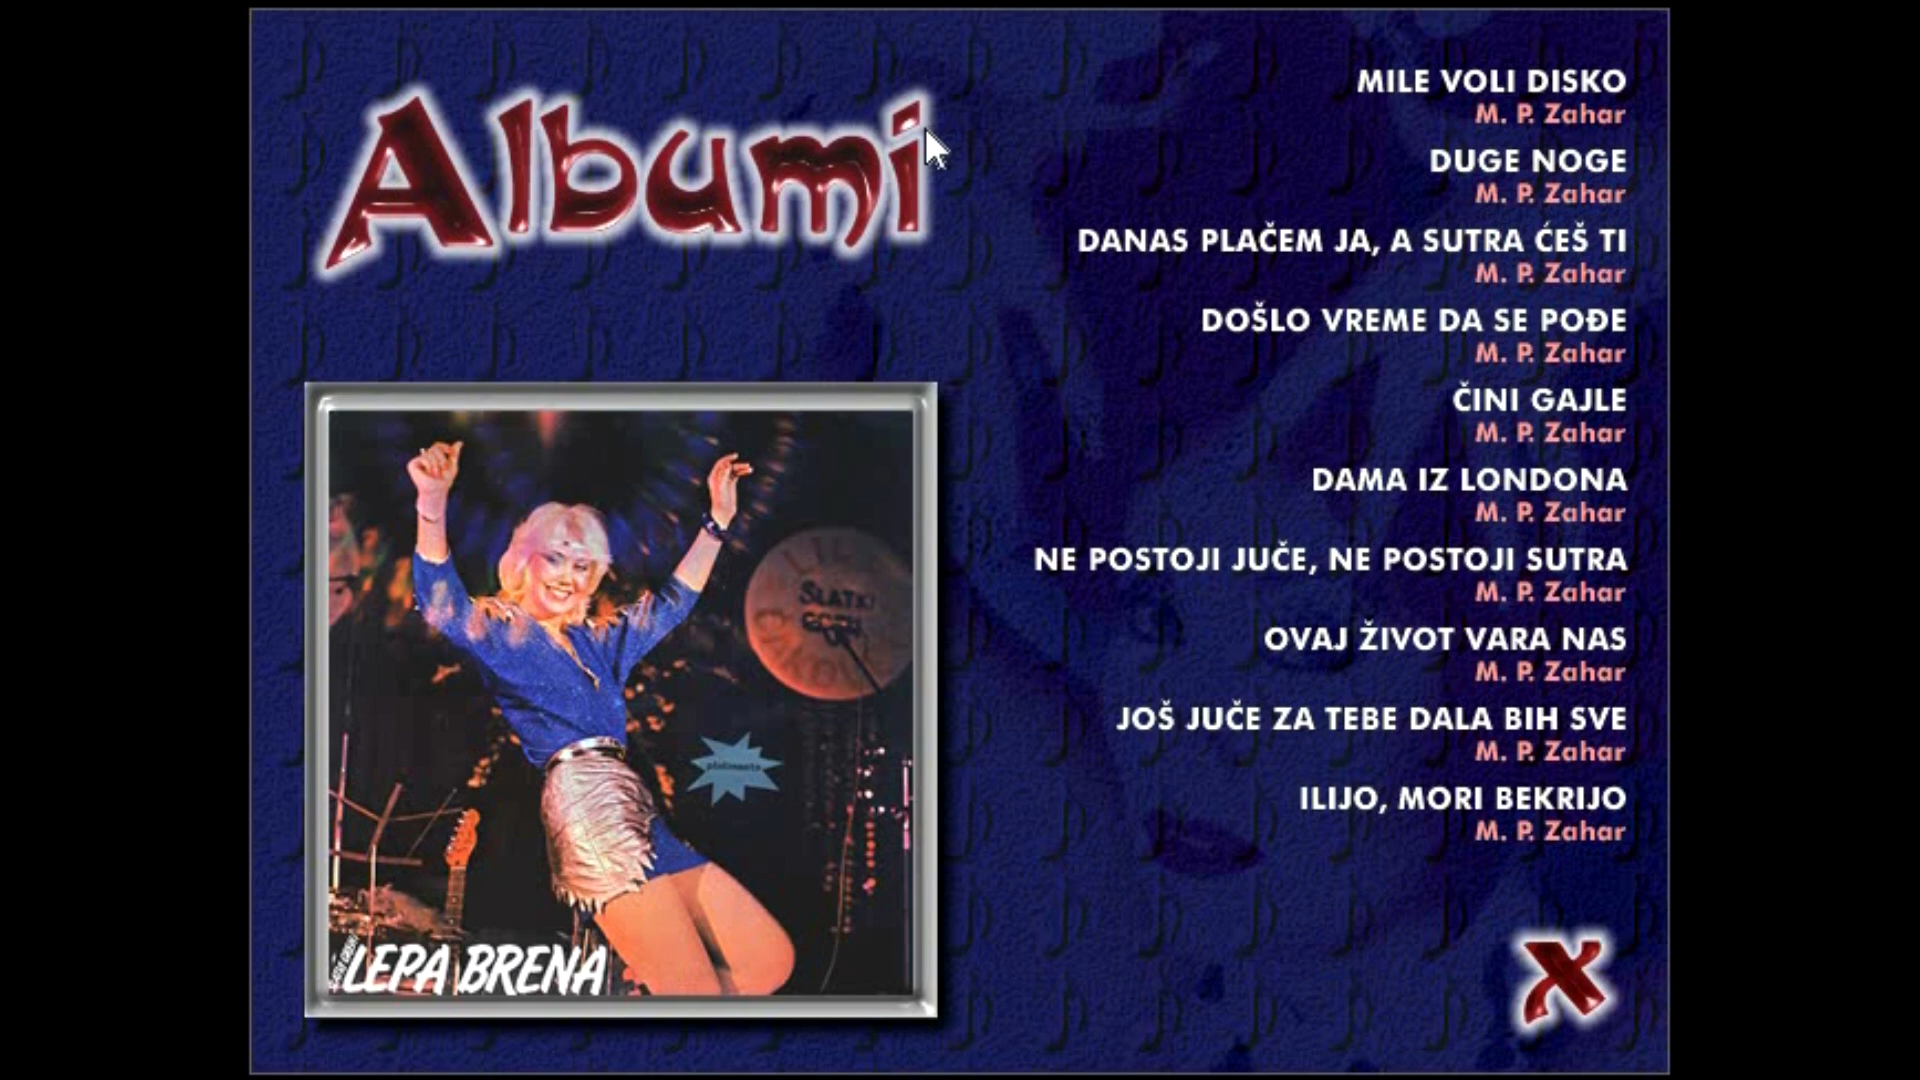 Albumi
MILE VOLI DISKO
M. P. Zahar
DUGE NOGE
M. P. Zahar
DANAS PLAČEM JA, A SUTRA ĆEŠ TI
M. P. Zahar
DOŠLO VREME DA SE POĐE
M. P. Zahar
ČINI GAJLE
M. P. Zahar
DAMA IZ LONDONA
M. P. Zahar
NE POSTOJI JUČE, NE POSTOJI SUTRA
M. P. Zahar
OVAJ ŽIVOT VARA NAS
M. P. Zahar
JOŠ JUČE ZA TEBE DALA BIH SVE
M. P. Zahar
ILIJO, MORI BEKRIJO
M. P. Zahar
SLATKI
LEPA BRENA
X